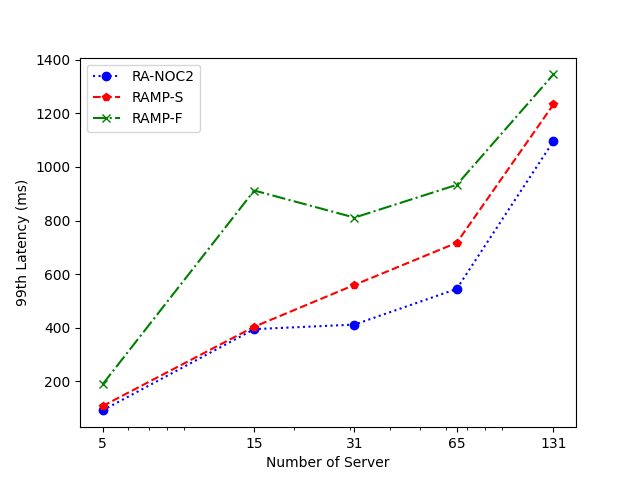 1400
1200
1000
800
600
400
200
99th Latency (ms)
RA-NOC2
RAMP-S
RAMP-F
5 15 31 65 131
Number of Server